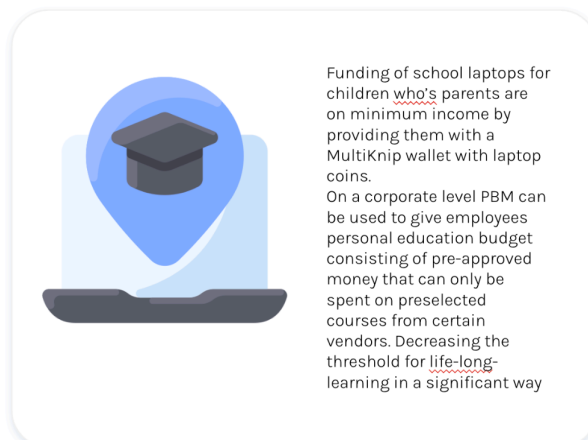 Funding of school laptops for
children who's parents are
on minimum income by
providing them with a
MultiKnip wallet with laptop
coins.
On a corporate level PBM can
be used to give employees
personal education budget
consisting of pre-approved
money that can only be
spent on preselected
courses from certain
vendors. Decreasing the
threshold for life-long-
learning in a significant way